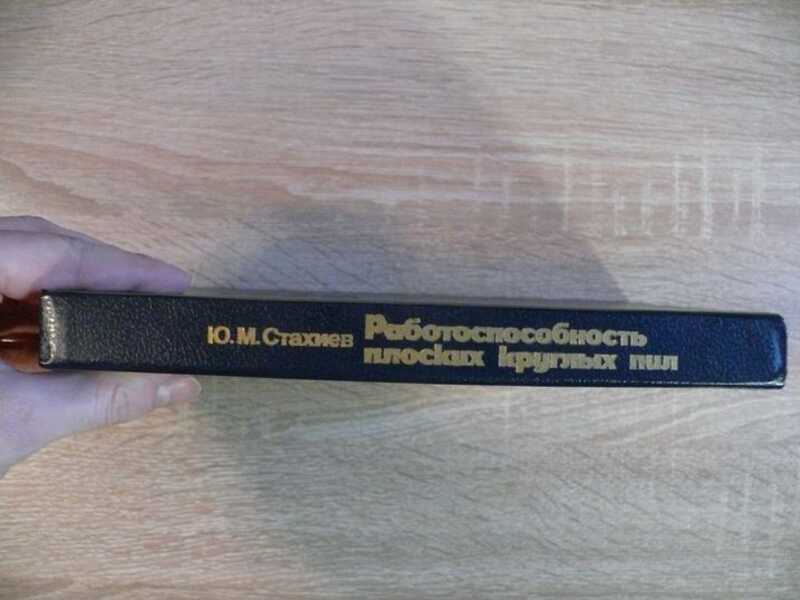 Ю.М.Стахиев
Работоспособность
плоских круглых пил